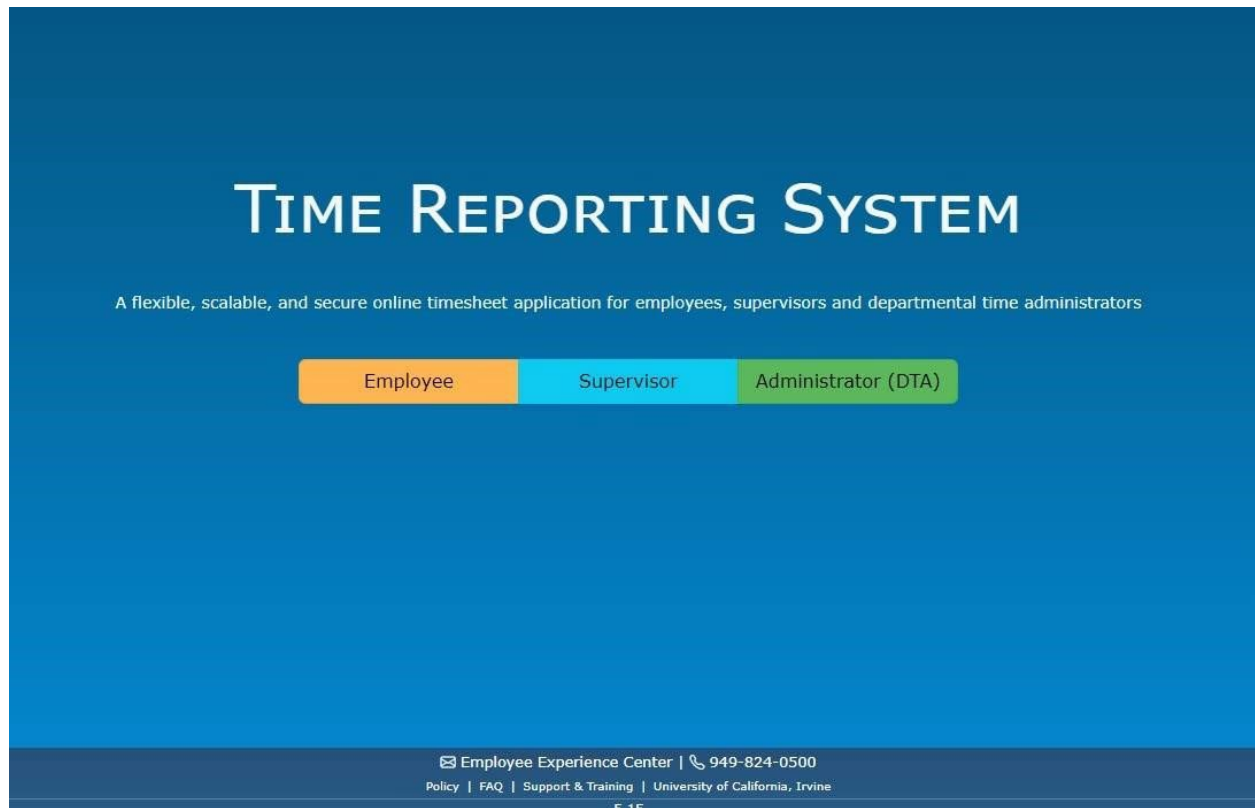 TIME REPORTING SYSTEM
A flexible, scalable, and secure online timesheet application for employees, supervisors and departmental time administrators
Employee Supervisor Administrator (DTA)
Employee Experience Center | 949-824-0500
Policy | FAQ | Support & Training | University of California, Irvine